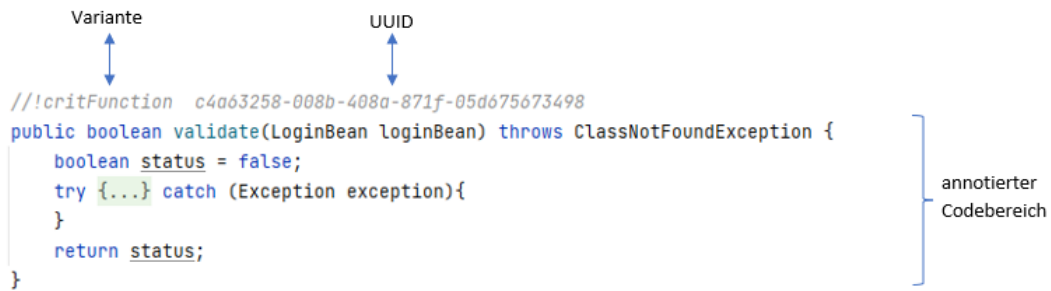 Variante
UUID
//!critFunction  c4a63258-008b-408a-871f-05d675673498
public boolean validate(LoginBean loginBean) throws ClassNotFoundException {
    boolean status = false;
    try {...} catch (Exception exception){
    }
    return status;
}
annotierter
Codebereich